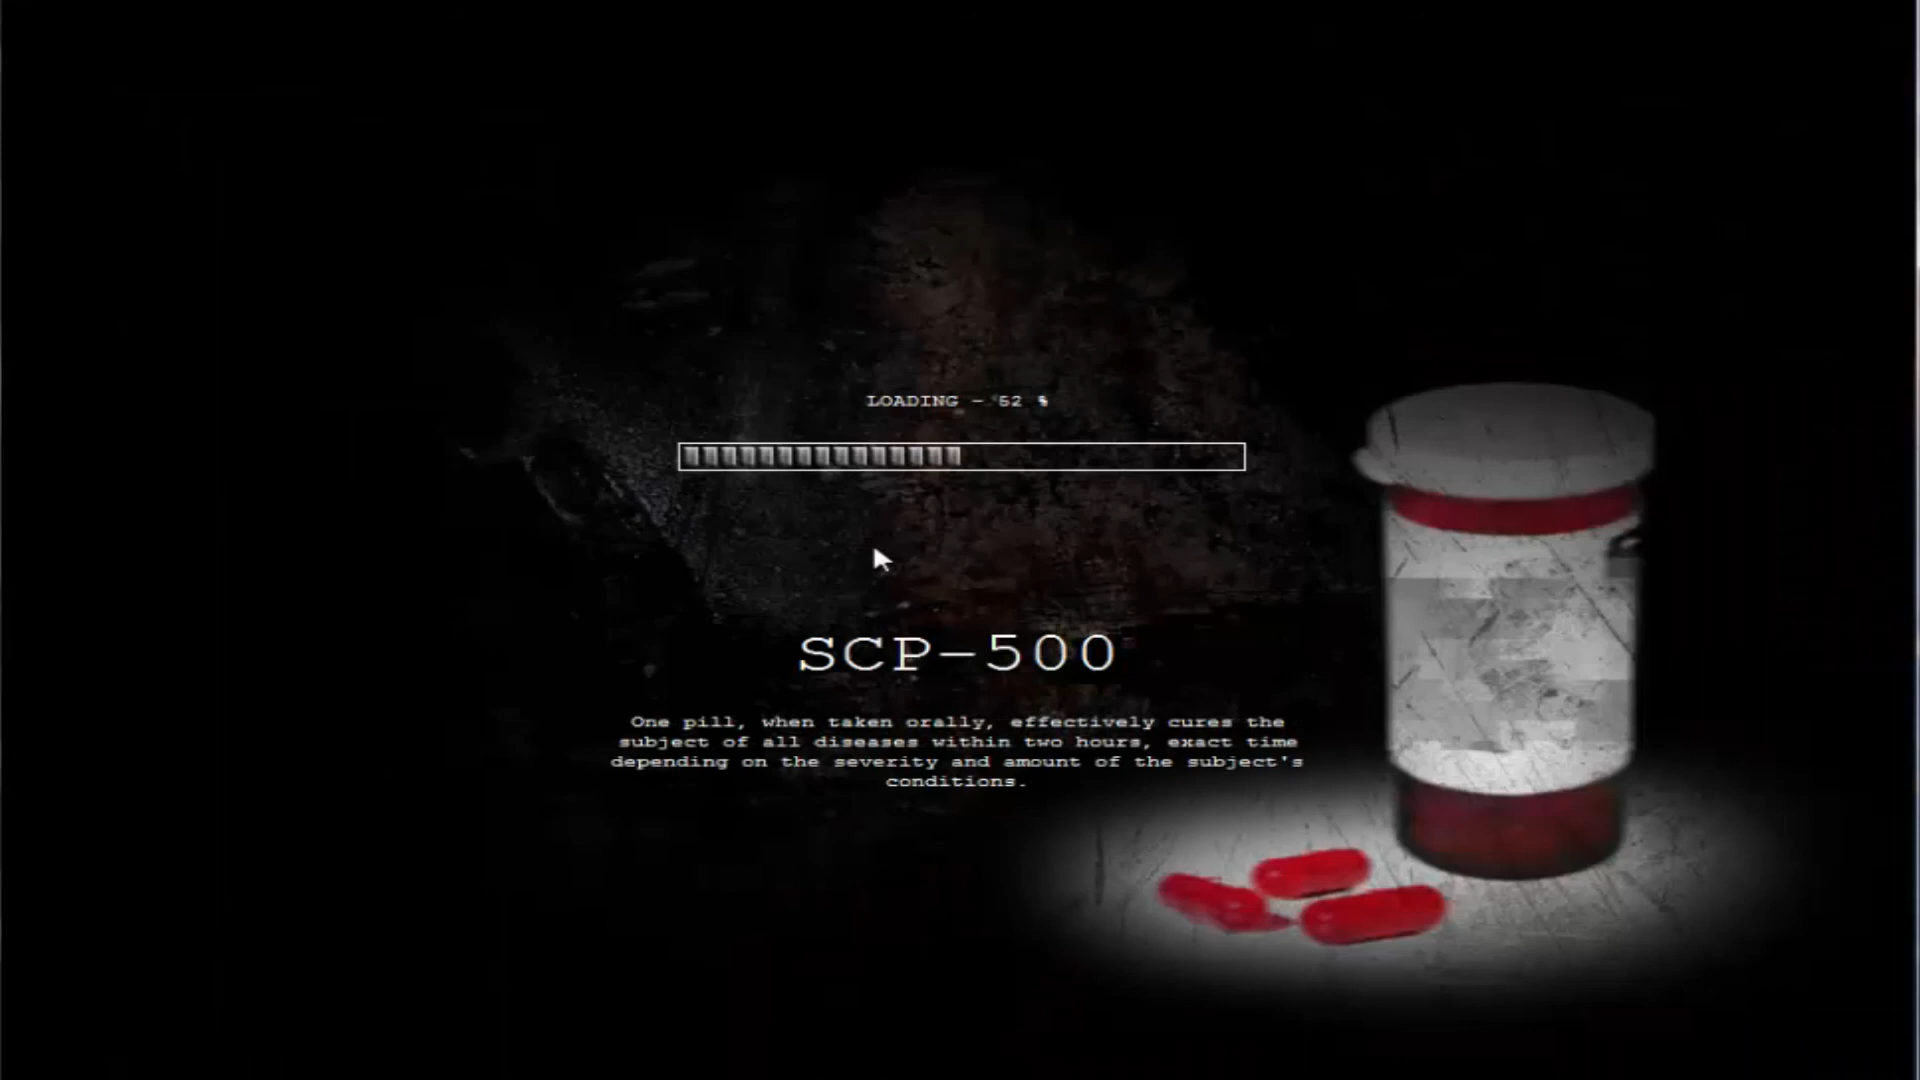 LOADING - 52 %
SCP-500
One pill, when taken orally, effectively cures the
subject of all diseases within two hours, exact time
depending on the severity and amount of the subject's
conditions.